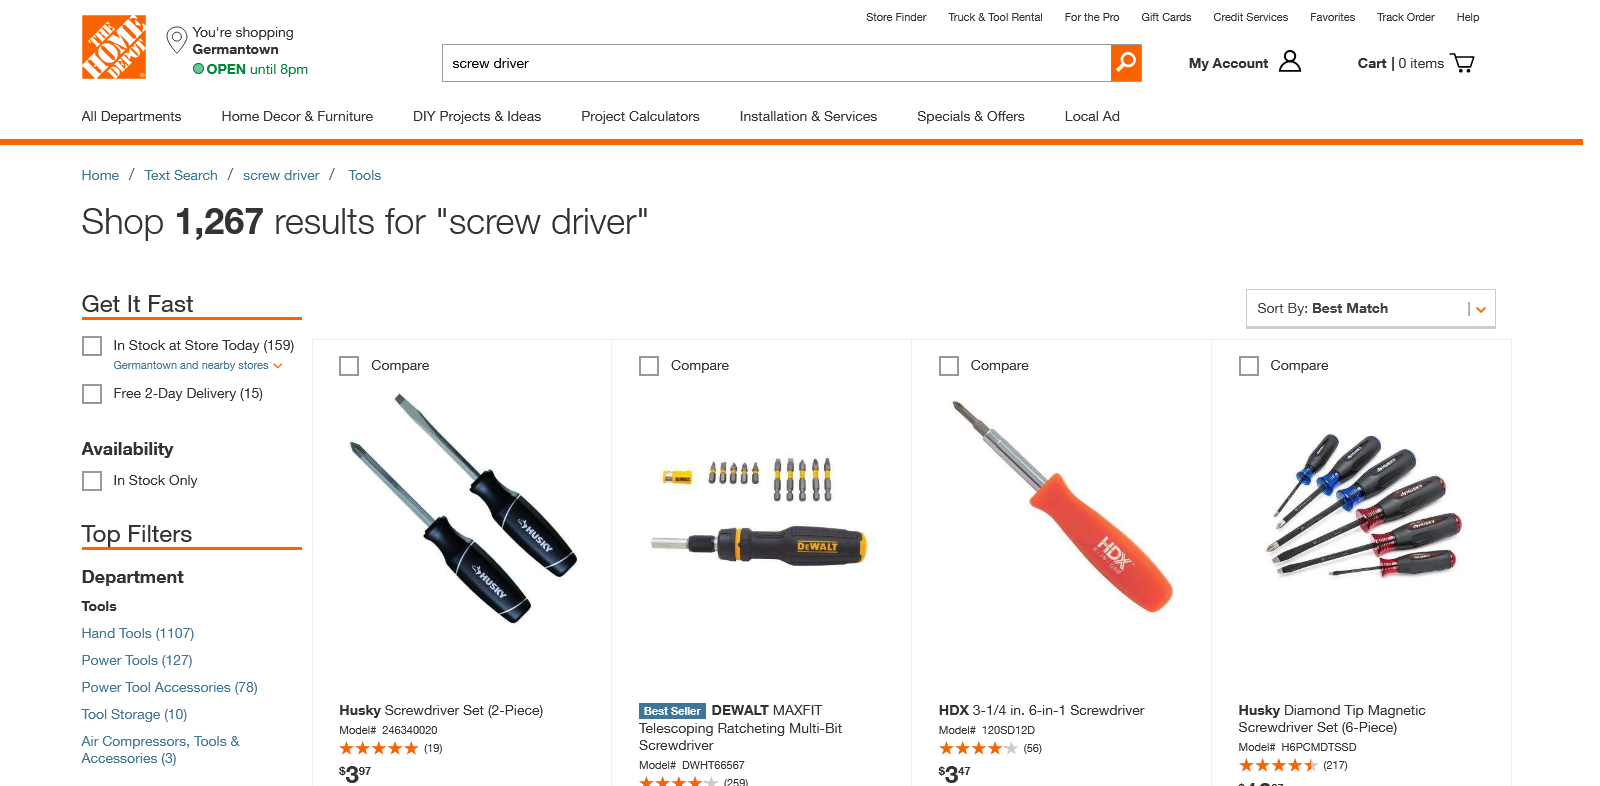 Store Finder
Truck & Tool Rental
For the Pro
Gift Cards
Credit Services
Favorites
Track Order
Help
THE HOME DEPOT
You're shopping
Germantown
OPEN until 8pm
screw driver
My Account
Cart | 0 items
All Departments
Home Decor & Furniture
DIY Projects & Ideas
Project Calculators
Installation & Services
Specials & Offers
Local Ad
Home / Text Search / screw driver / Tools
Shop 1,267 results for "screw driver"
Get It Fast
In Stock at Store Today (159)
Germantown and nearby stores
Free 2-Day Delivery (15)
Availability
In Stock Only
Top Filters
Department
Tools
Hand Tools (1107)
Power Tools (127)
Power Tool Accessories (78)
Tool Storage (10)
Air Compressors, Tools &
Accessories (3)
Sort By: Best Match
Compare
HUSKY
HUSKY
Husky Screwdriver Set (2-Piece)
Model# 246340020
(19)
$3 97
Compare
DEWALT
Best Seller DEWALT MAXFIT
Telescoping Ratcheting Multi-Bit
Screwdriver
Model# DWHT66567
(259)
Compare
HDX
HDX 3-1/4 in. 6-in-1 Screwdriver
Model# 120SD12D
(56)
$3 47
Compare
Husky Diamond Tip Magnetic
Screwdriver Set (6-Piece)
Model# H6PCMDTSSD
(217)